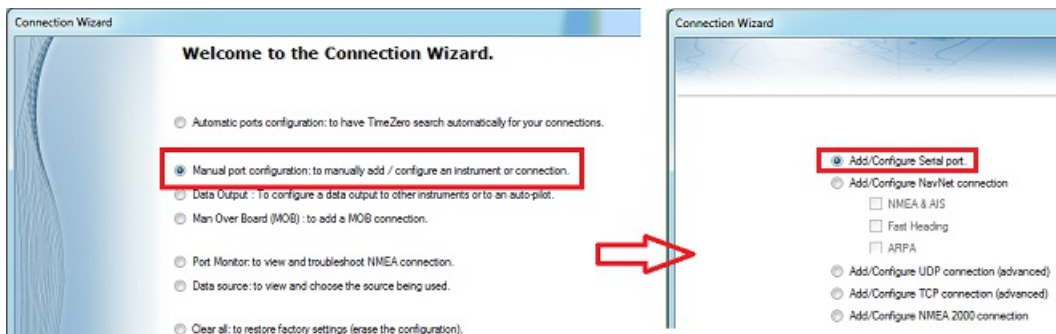 Connection Wizard
Welcome to the Connection Wizard.
Automatic ports configuration: to have TimeZero search automatically for your connections.
Manual port configuration: to manually add / configure an instrument or connection.
Data Output : To configure a data output to other instruments or to an auto-pilot.
Man Over Board (MOB) : to add a MOB connection.
Port Monitor: to view and troubleshoot NMEA connection.
Data source: to view and choose the source being used.
Clear all: to restore factory settings (erase the configuration).
Connection Wizard
Add/Configure Serial port.
Add/Configure NavNet connection
NMEA & AIS
Fast Heading
ARPA
Add/Configure UDP connection (advanced)
Add/Configure TCP connection (advanced)
Add/Configure NMEA 2000 connection